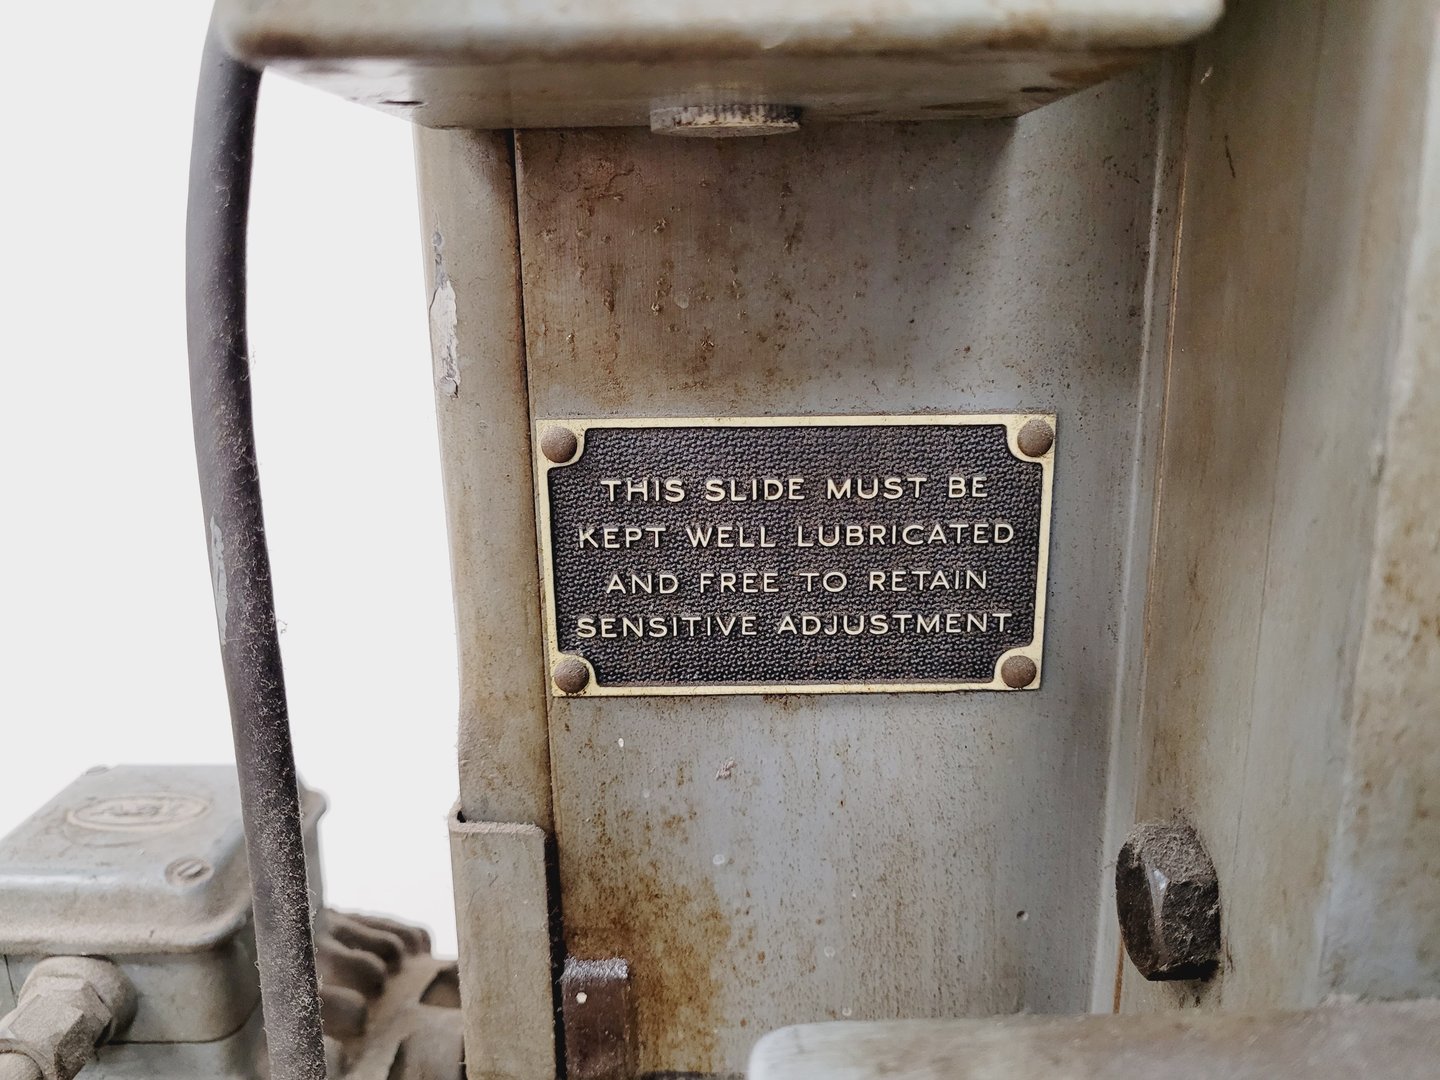 THIS SLIDE MUST BE
KEPT WELL LUBRICATED
AND FREE TO RETAIN
SENSITIVE ADJUSTMENT